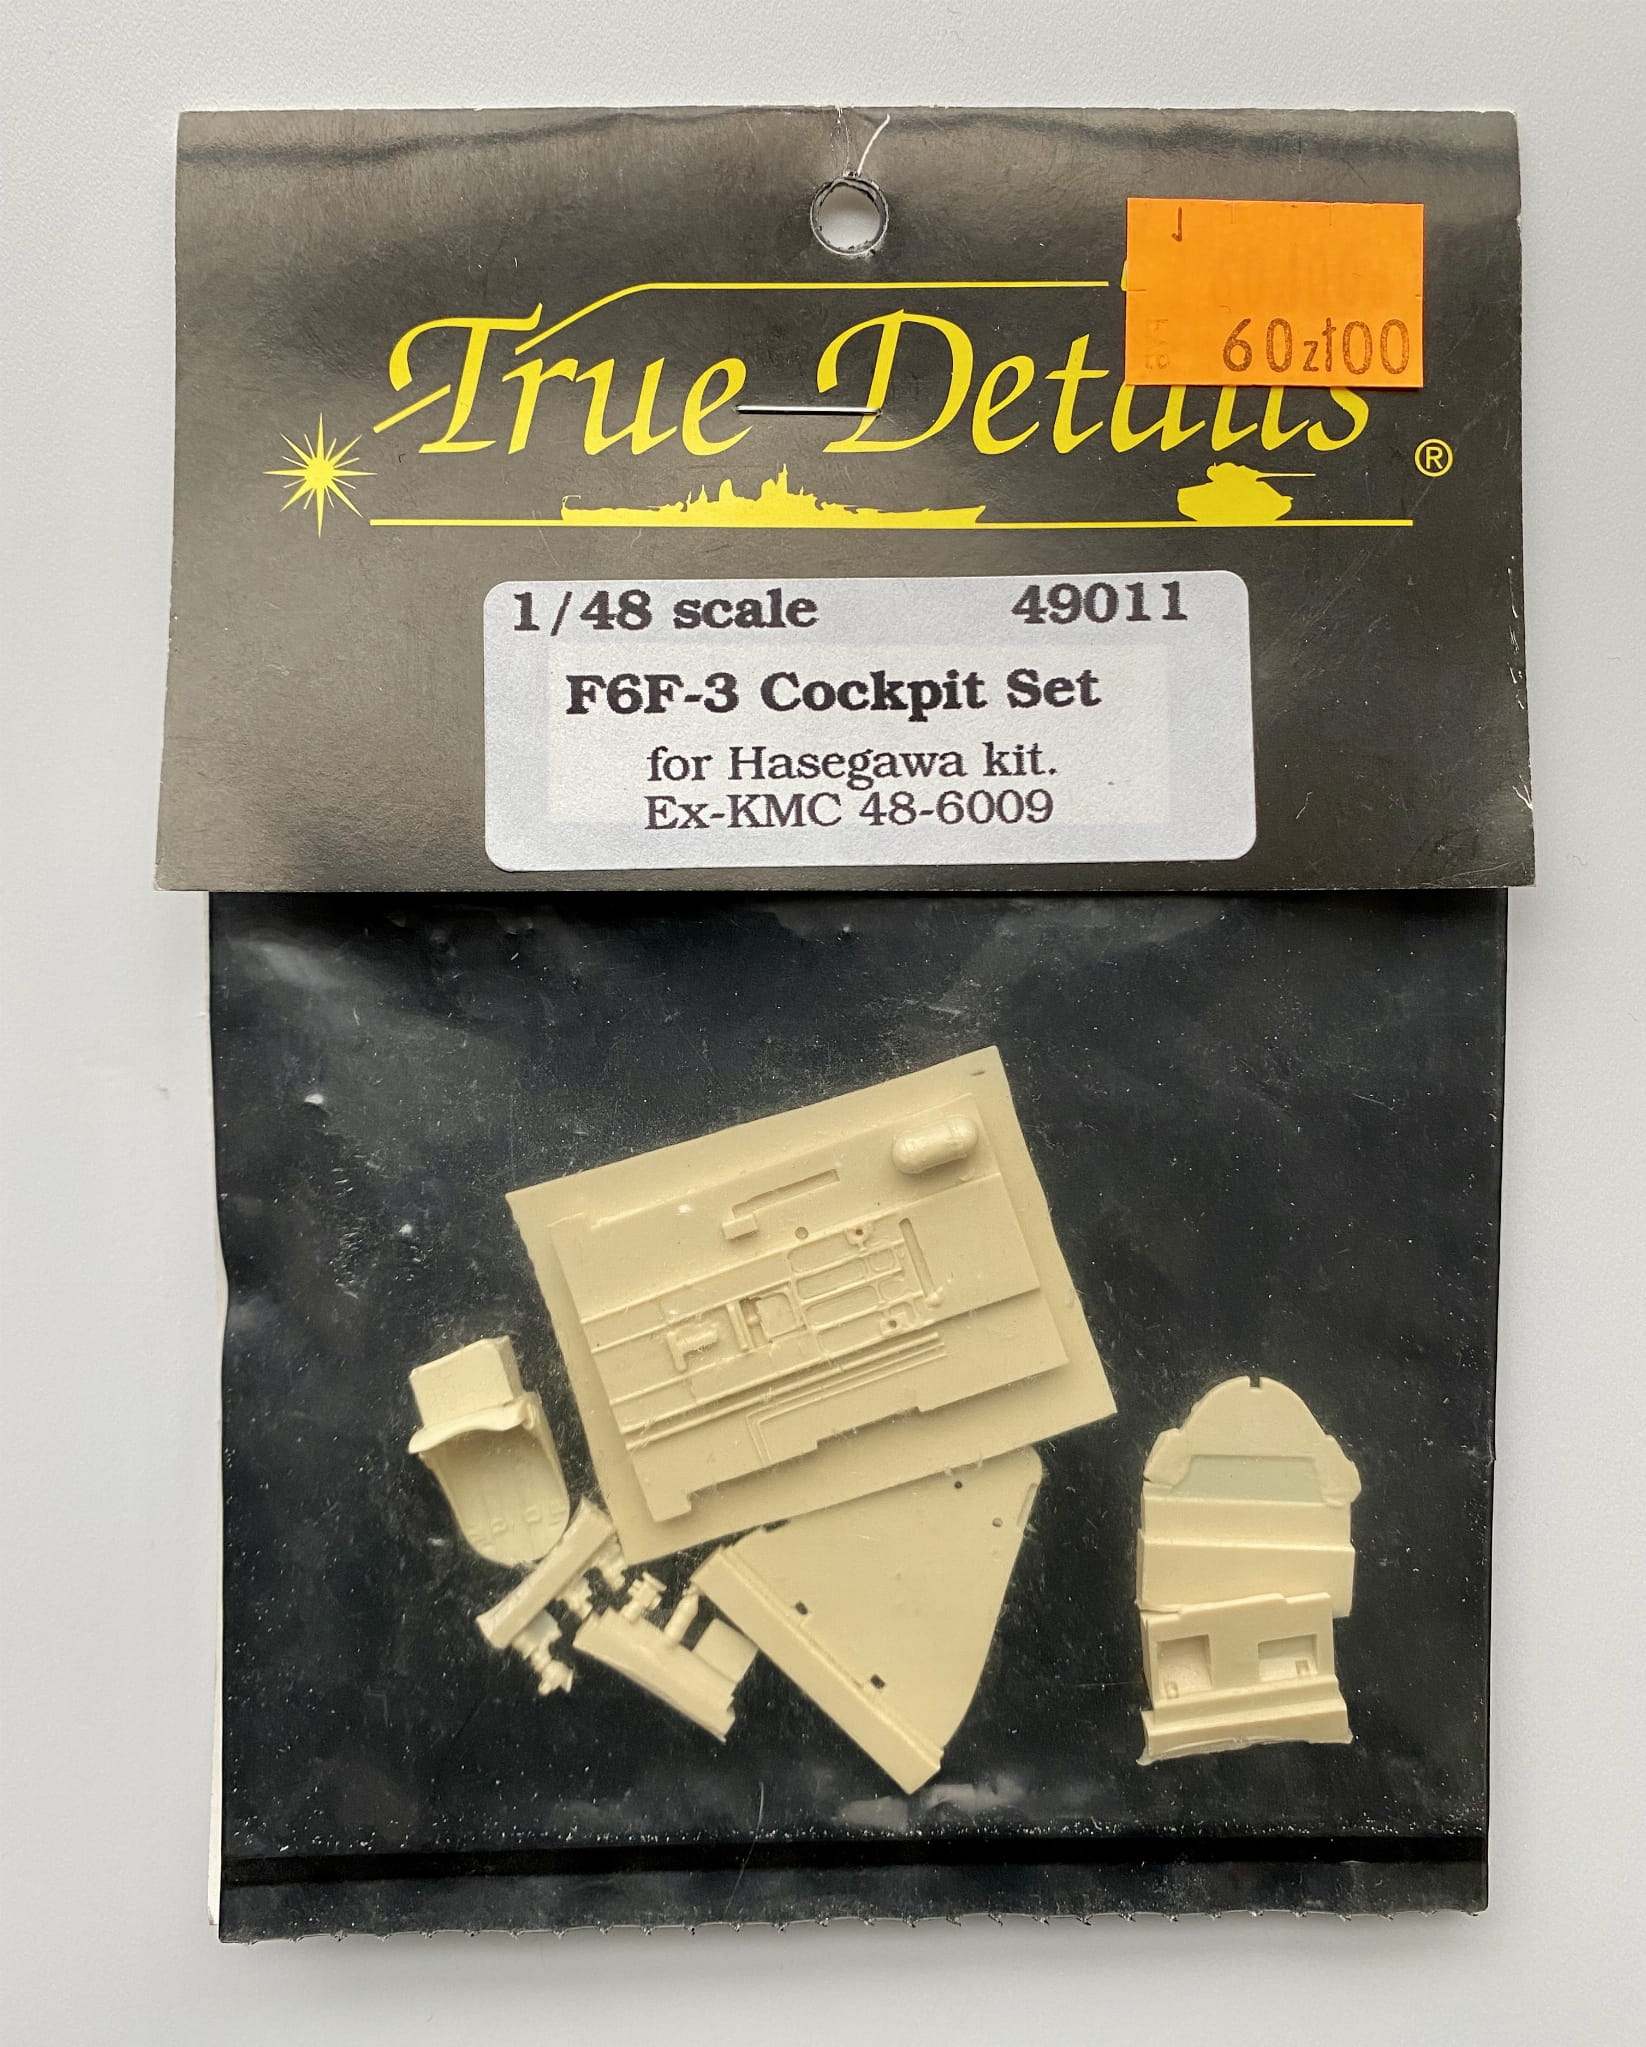 60zł00
True Details ®
1/48 scale 49011
F6F-3 Cockpit Set
for Hasegawa kit.
Ex-KMC 48-6009